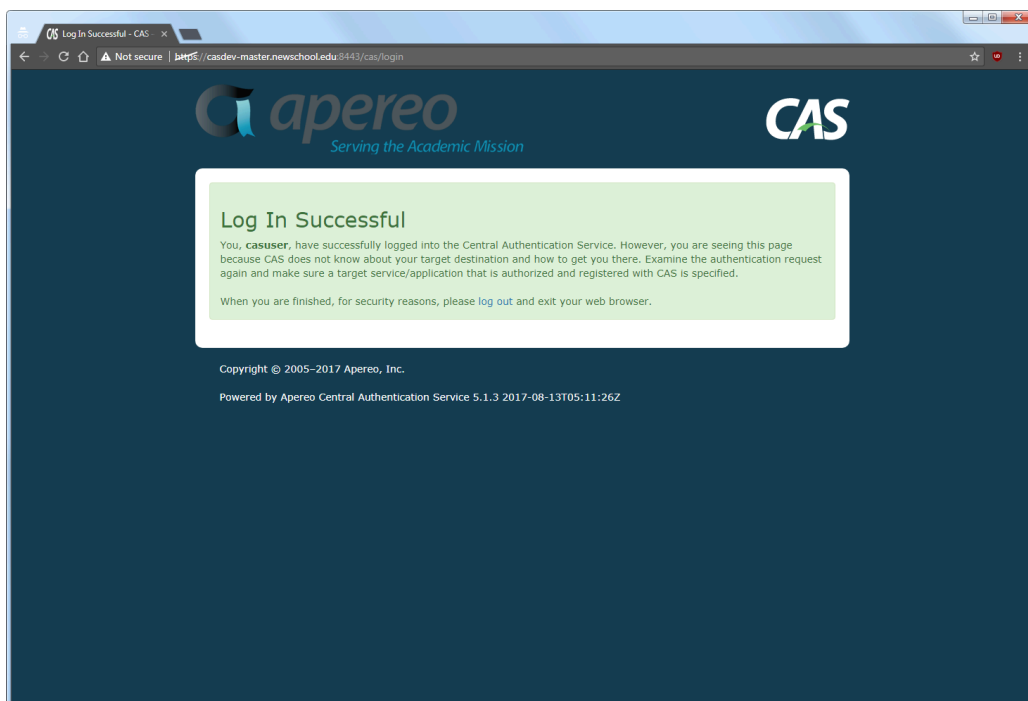 CAS Log In Successful - CAS -
Not secure | https://casdev-master.newschool.edu:8443/cas/login
apereo
Serving the Academic Mission
CAS
Log In Successful
You, casuser, have successfully logged into the Central Authentication Service. However, you are seeing this page
because CAS does not know about your target destination and how to get you there. Examine the authentication request
again and make sure a target service/application that is authorized and registered with CAS is specified.
When you are finished, for security reasons, please log out and exit your web browser.
Copyright © 2005–2017 Apereo, Inc.
Powered by Apereo Central Authentication Service 5.1.3 2017-08-13T05:11:26Z